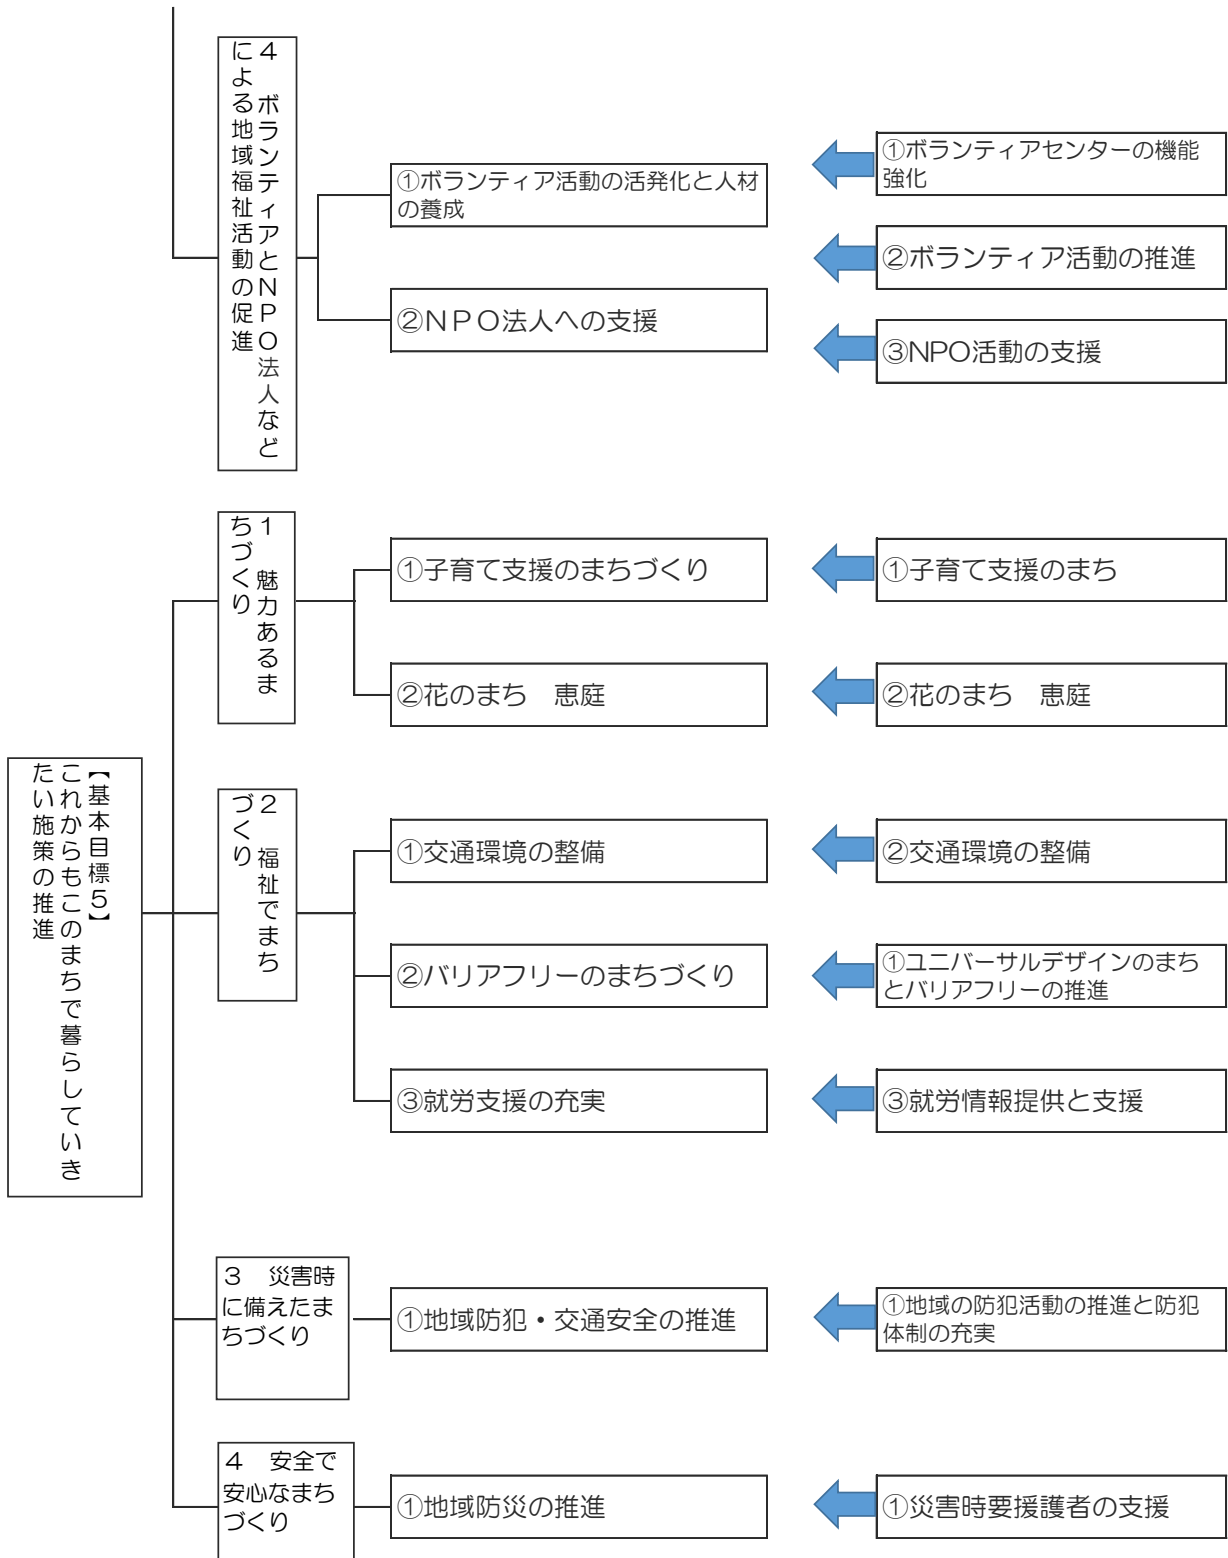 ４　ボランティアとＮＰＯ法人など
による地域福祉活動の促進
①ボランティア活動の活発化と人材
の養成
②ＮＰＯ法人への支援
①ボランティアセンターの機能
強化
②ボランティア活動の推進
③NPO活動の支援
【基本目標５】
これからもこのまちで暮らしていき
たい施策の推進
１　魅力あるま
ちづくり
①子育て支援のまちづくり
①子育て支援のまち
②花のまち　恵庭
②花のまち　恵庭
２　福祉でまち
づくり
①交通環境の整備
②交通環境の整備
②バリアフリーのまちづくり
①ユニバーサルデザインのまち
とバリアフリーの推進
③就労支援の充実
③就労情報提供と支援
３　災害時
に備えたま
ちづくり
①地域防犯・交通安全の推進
①地域の防犯活動の推進と防犯
体制の充実
４　安全で
安心なまち
づくり
①地域防災の推進
①災害時要援護者の支援